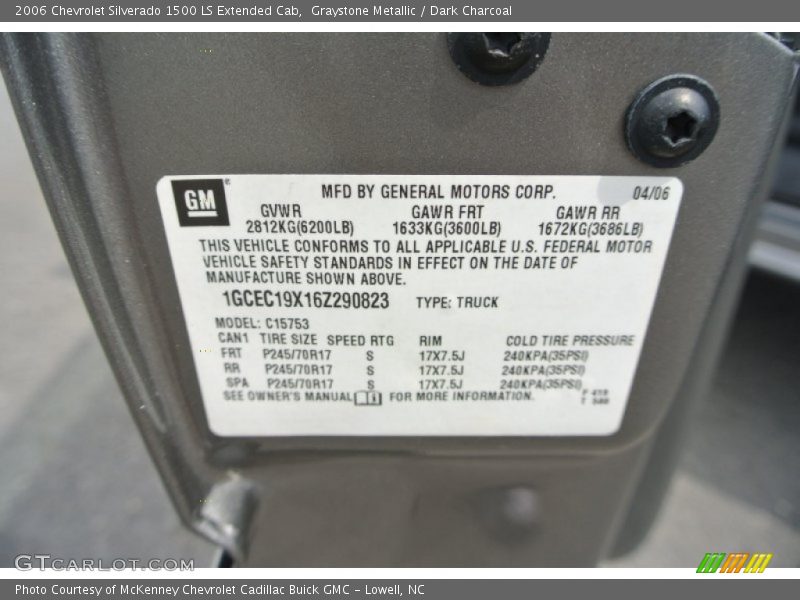 2006 Chevrolet Silverado 1500 LS Extended Cab, Graystone Metallic / Dark Charcoal
GM ® MFD BY GENERAL MOTORS CORP. 04/06
GVWR GAWR FRT GAWR RR
2812KG(6200LB) 1633KG(3600LB) 1672KG(3686LB)
THIS VEHICLE CONFORMS TO ALL APPLICABLE U.S. FEDERAL MOTOR
VEHICLE SAFETY STANDARDS IN EFFECT ON THE DATE OF
MANUFACTURE SHOWN ABOVE.
1GCEC19X16Z290823 TYPE: TRUCK
MODEL: C15753
CAN1 TIRE SIZE SPEED RTG RIM COLD TIRE PRESSURE
FRT P245/70R17 S 17X7.5J 240KPA(35PSI)
RR P245/70R17 S 17X7.5J 240KPA(35PSI)
SPA P245/70R17 S 17X7.5J 240KPA(35PSI)
SEE OWNER'S MANUAL FOR MORE INFORMATION.
GTCARLOT.COM
Photo Courtesy of McKenney Chevrolet Cadillac Buick GMC - Lowell, NC